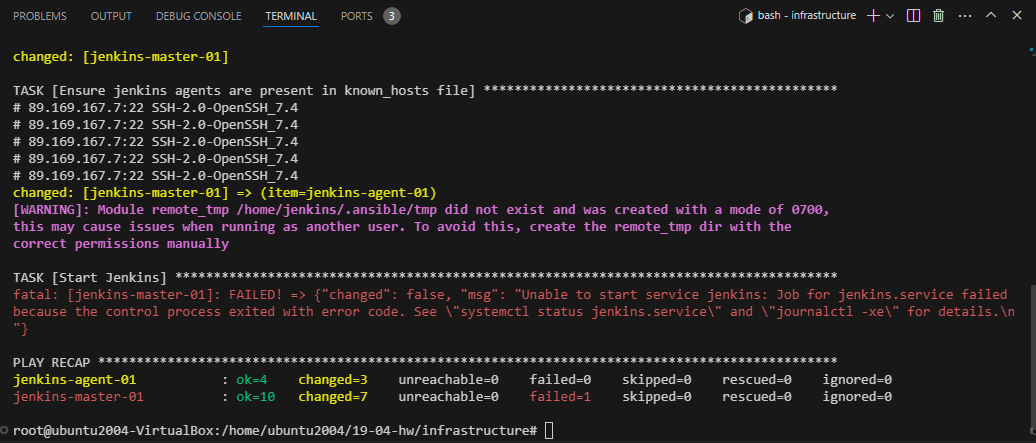 PROBLEMS OUTPUT DEBUG CONSOLE TERMINAL PORTS 3 bash - infrastructure
changed: [jenkins-master-01]
TASK [Ensure jenkins agents are present in known_hosts file] **********************************************
# 89.169.167.7:22 SSH-2.0-OpenSSH_7.4
# 89.169.167.7:22 SSH-2.0-OpenSSH_7.4
# 89.169.167.7:22 SSH-2.0-OpenSSH_7.4
# 89.169.167.7:22 SSH-2.0-OpenSSH_7.4
# 89.169.167.7:22 SSH-2.0-OpenSSH_7.4
changed: [jenkins-master-01] => (item=jenkins-agent-01)
[WARNING]: Module remote_tmp /home/jenkins/.ansible/tmp did not exist and was created with a mode of 0700,
this may cause issues when running as another user. To avoid this, create the remote_tmp dir with the
correct permissions manually
TASK [Start Jenkins] **************************************************************************************
fatal: [jenkins-master-01]: FAILED! => {"changed": false, "msg": "Unable to start service jenkins: Job for jenkins.service failed
because the control process exited with error code. See \"systemctl status jenkins.service\" and \"journalctl -xe\" for details.\n
"}
PLAY RECAP ************************************************************************************************
jenkins-agent-01 : ok=4 changed=3 unreachable=0 failed=0 skipped=0 rescued=0 ignored=0
jenkins-master-01 : ok=10 changed=7 unreachable=0 failed=1 skipped=0 rescued=0 ignored=0
root@ubuntu2004-VirtualBox:/home/ubuntu2004/19-04-hw/infrastructure#